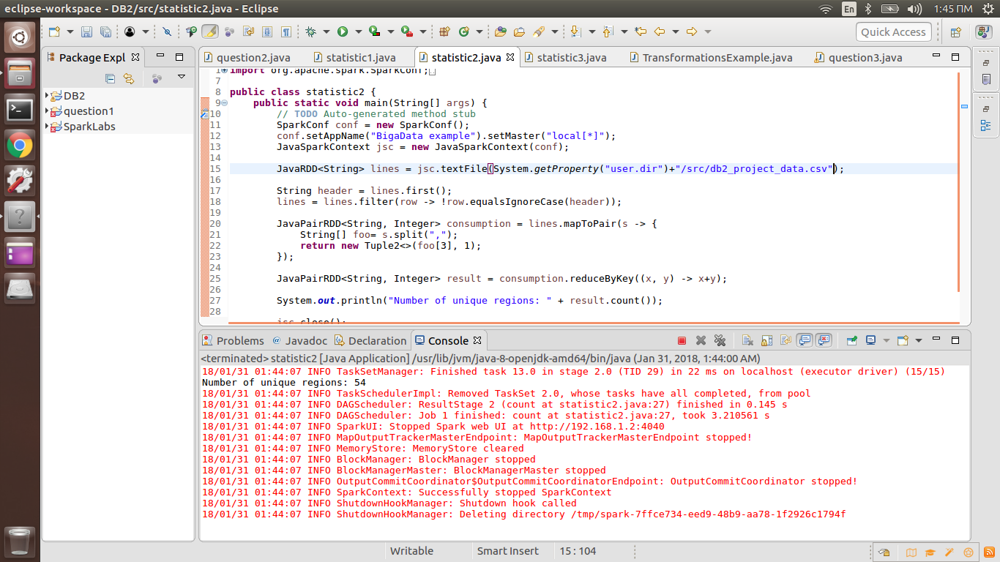 eclipse-workspace - DB2/src/statistic2.java - Eclipse
En
1:45 ΠΜ
Quick Access
Package Expl
question2.java
statistic1.java
statistic2.java
statistic3.java
TransformationsExample.java
question3.java
DB2
question1
SparkLabs
1 import org.apache.spark.SparkConf;
7
8 public class statistic2 {
9 public static void main(String[] args) {
10 // TODO Auto-generated method stub
11 SparkConf conf = new SparkConf();
12 conf.setAppName("BigaData example").setMaster("local[*]");
13 JavaSparkContext jsc = new JavaSparkContext(conf);
14
15 JavaRDD<String> lines = jsc.textFile(System.getProperty("user.dir")+"/src/db2_project_data.csv");
16
17 String header = lines.first();
18 lines = lines.filter(row -> !row.equalsIgnoreCase(header));
19
20 JavaPairRDD<String, Integer> consumption = lines.mapToPair(s -> {
21 String[] foo= s.split(",");
22 return new Tuple2<>(foo[3], 1);
23 });
24
25 JavaPairRDD<String, Integer> result = consumption.reduceByKey((x, y) -> x+y);
26
27 System.out.println("Number of unique regions: " + result.count());
28
jsc.close();
Problems
@ Javadoc
Declaration
Console
<terminated> statistic2 [Java Application] /usr/lib/jvm/java-8-openjdk-amd64/bin/java (Jan 31, 2018, 1:44:00 AM)
18/01/31 01:44:07 INFO TaskSetManager: Finished task 13.0 in stage 2.0 (TID 29) in 22 ms on localhost (executor driver) (15/15)
Number of unique regions: 54
18/01/31 01:44:07 INFO TaskSchedulerImpl: Removed TaskSet 2.0, whose tasks have all completed, from pool
18/01/31 01:44:07 INFO DAGScheduler: ResultStage 2 (count at statistic2.java:27) finished in 0.145 s
18/01/31 01:44:07 INFO DAGScheduler: Job 1 finished: count at statistic2.java:27, took 3.210561 s
18/01/31 01:44:07 INFO SparkUI: Stopped Spark web UI at http://192.168.1.2:4040
18/01/31 01:44:07 INFO MapOutputTrackerMasterEndpoint: MapOutputTrackerMasterEndpoint stopped!
18/01/31 01:44:07 INFO MemoryStore: MemoryStore cleared
18/01/31 01:44:07 INFO BlockManager: BlockManager stopped
18/01/31 01:44:07 INFO BlockManagerMaster: BlockManagerMaster stopped
18/01/31 01:44:07 INFO OutputCommitCoordinator$OutputCommitCoordinatorEndpoint: OutputCommitCoordinator stopped!
18/01/31 01:44:07 INFO SparkContext: Successfully stopped SparkContext
18/01/31 01:44:07 INFO ShutdownHookManager: Shutdown hook called
18/01/31 01:44:07 INFO ShutdownHookManager: Deleting directory /tmp/spark-7ffce734-eed9-48b9-aa78-1f2926c1794f
Writable
Smart Insert
15 : 104